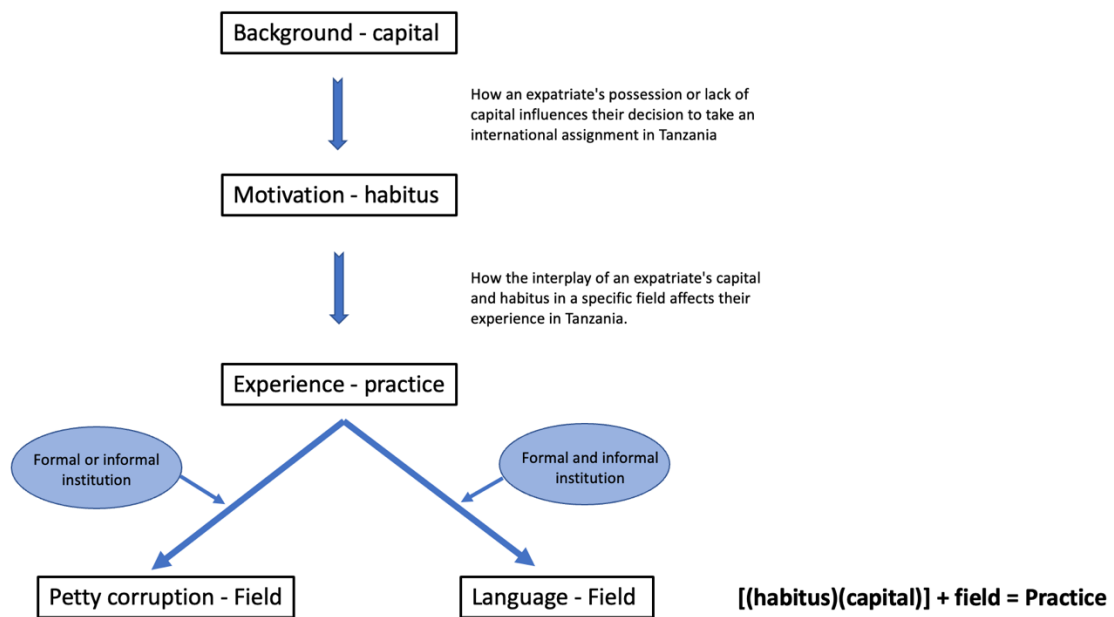 Background - capital
How an expatriate's possession or lack of
capital influences their decision to take an
international assignment in Tanzania
Motivation - habitus
How the interplay of an expatriate's capital
and habitus in a specific field affects their
experience in Tanzania.
Experience - practice
Formal or informal
institution
Formal and informal
institution
Petty corruption - Field
Language - Field
[(habitus)(capital)] + field = Practice